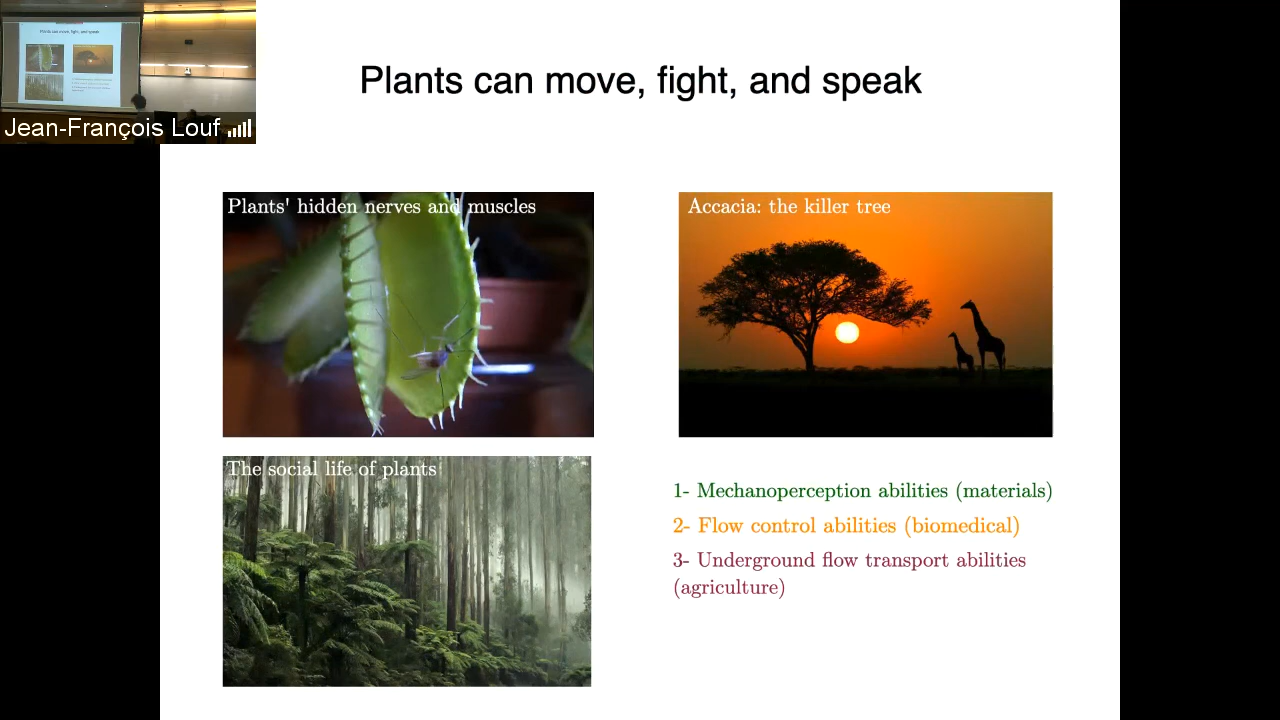 Plants can move, fight, and speak
Jean-François Louf
Plants' hidden nerves and muscles
Accacia: the killer tree
The social life of plants
1- Mechanoperception abilities (materials)
2- Flow control abilities (biomedical)
3- Underground flow transport abilities
(agriculture)